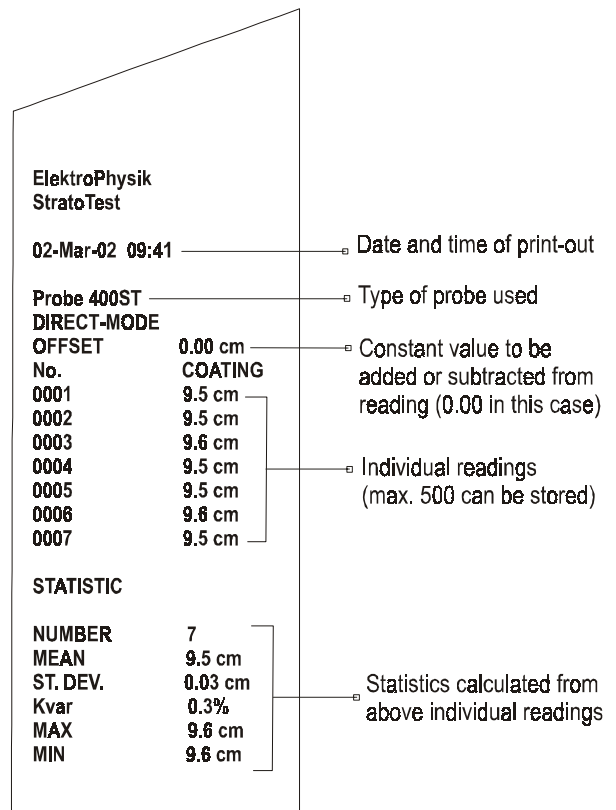 ElektroPhysik
StratoTest
02-Mar-02 09:41
Date and time of print-out
Probe 400ST
Type of probe used
DIRECT-MODE
OFFSET 0.00 cm
Constant value to be
added or subtracted from
reading (0.00 in this case)
No. COATING
0001 9.5 cm
0002 9.5 cm
0003 9.6 cm
0004 9.5 cm
0005 9.5 cm
0006 9.6 cm
0007 9.5 cm
Individual readings
(max. 500 can be stored)
STATISTIC
NUMBER 7
MEAN 9.5 cm
ST. DEV. 0.03 cm
Kvar 0.3%
MAX 9.6 cm
MIN 9.6 cm
Statistics calculated from
above individual readings